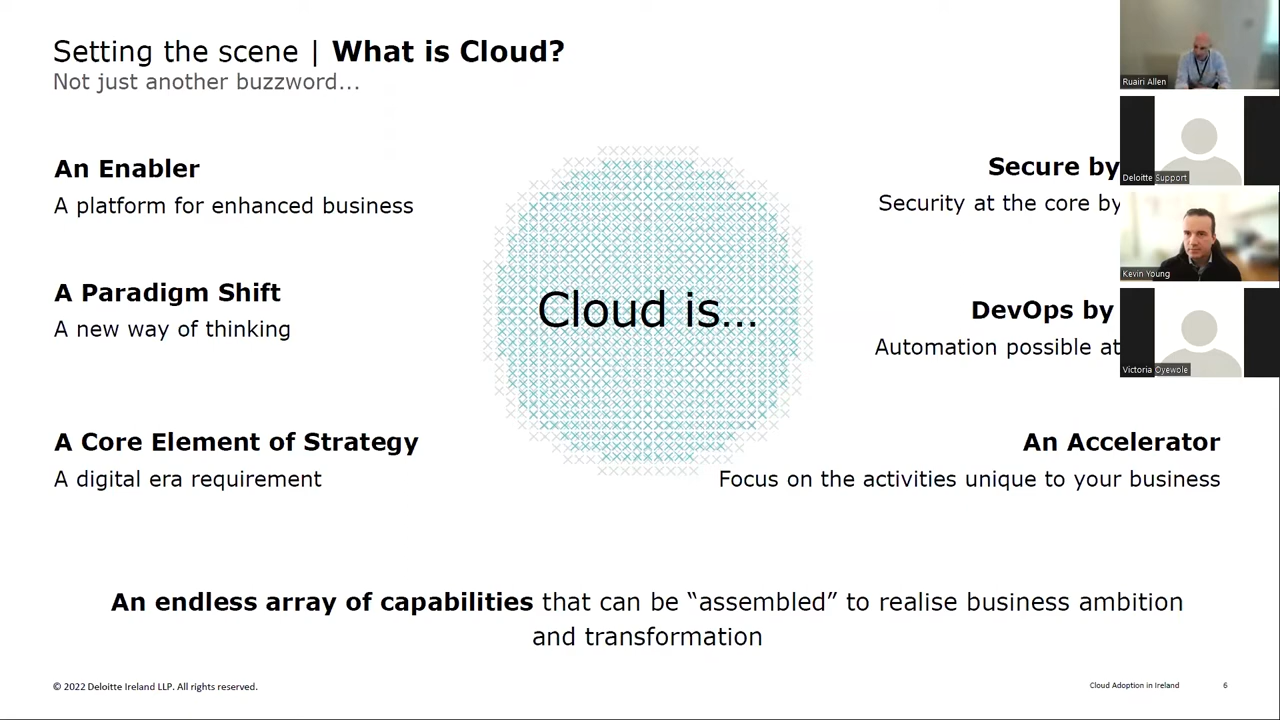 Setting the scene | What is Cloud?
Not just another buzzword...
An Enabler
A platform for enhanced business
A Paradigm Shift
A new way of thinking
A Core Element of Strategy
A digital era requirement
Cloud is...
Secure by
Security at the core by
DevOps by
Automation possible at
An Accelerator
Focus on the activities unique to your business
An endless array of capabilities that can be “assembled” to realise business ambition
and transformation
© 2022 Deloitte Ireland LLP. All rights reserved.
Cloud Adoption in Ireland 6
Ruairi Allen
Deloitte Support
Kevin Young
Victoria Oyewole